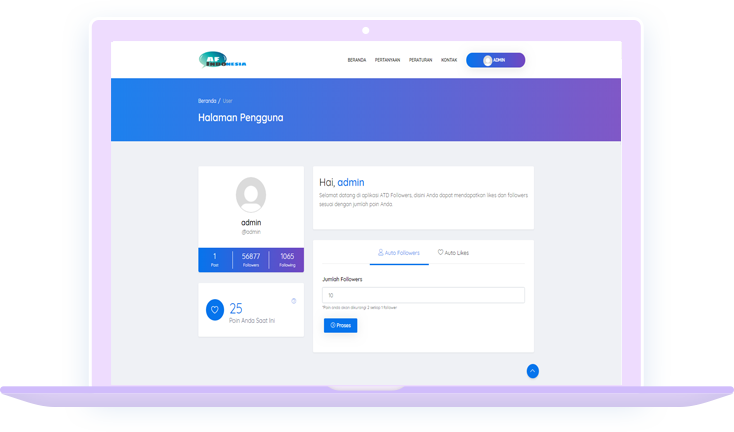 AF
INDONESIA
BERANDA PERTANYAAN PERATURAN KONTAK ADMIN
Beranda / User
Halaman Pengguna
admin
@admin
1 56877 1065
Post Followers Following
25
Poin Anda Saat Ini
Hai, admin
Selamat datang di aplikasi ATD Followers, disini Anda dapat mendapatkan likes dan followers
sesuai dengan jumlah poin Anda.
Auto Followers Auto Likes
Jumlah Followers
10
*Poin anda akan dikurangi 2 setiap 1 follower
Proses